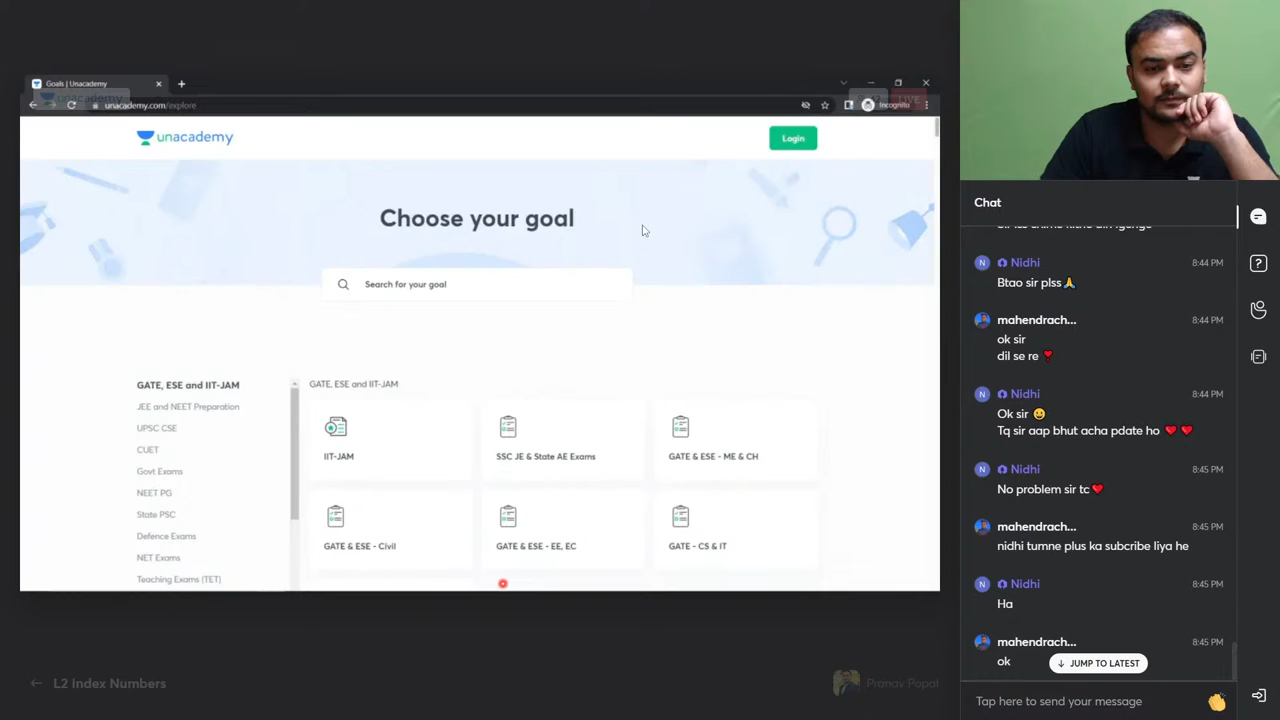 Goals | Unacademy
unacademy.com/explore
Incognito
LIVE
unacademy
Login
Choose your goal
Search for your goal
GATE, ESE and IIT-JAM
JEE and NEET Preparation
UPSC CSE
CUET
Govt Exams
NEET PG
State PSC
Defence Exams
NET Exams
Teaching Exams (TET)
GATE, ESE and IIT-JAM
IIT-JAM
SSC JE & State AE Exams
GATE & ESE - ME & CH
GATE & ESE - Civil
GATE & ESE - EE, EC
GATE - CS & IT
L2 Index Numbers
Pranav Popat
Chat
N Nidhi 8:44 PM
Btao sir plss🙏
mahendrach... 8:44 PM
ok sir
dil se re ❣
N Nidhi 8:44 PM
Ok sir 😀
Tq sir aap bhut acha pdate ho ❤ ❤
N Nidhi 8:45 PM
No problem sir tc❤
mahendrach... 8:45 PM
nidhi tumne plus ka subcribe liya he
N Nidhi 8:45 PM
Ha
mahendrach... 8:45 PM
ok
JUMP TO LATEST
Tap here to send your message